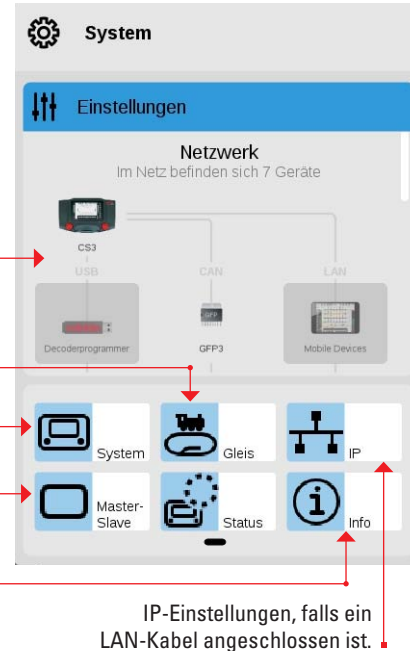 System
Einstellungen
Netzwerk
Im Netz befinden sich 7 Geräte
CS3
USB CAN LAN
GFP
Decoderprogrammer GFP3 Mobile Devices
System Gleis IP
Master-
Slave Status Info
IP-Einstellungen, falls ein
LAN-Kabel angeschlossen ist.